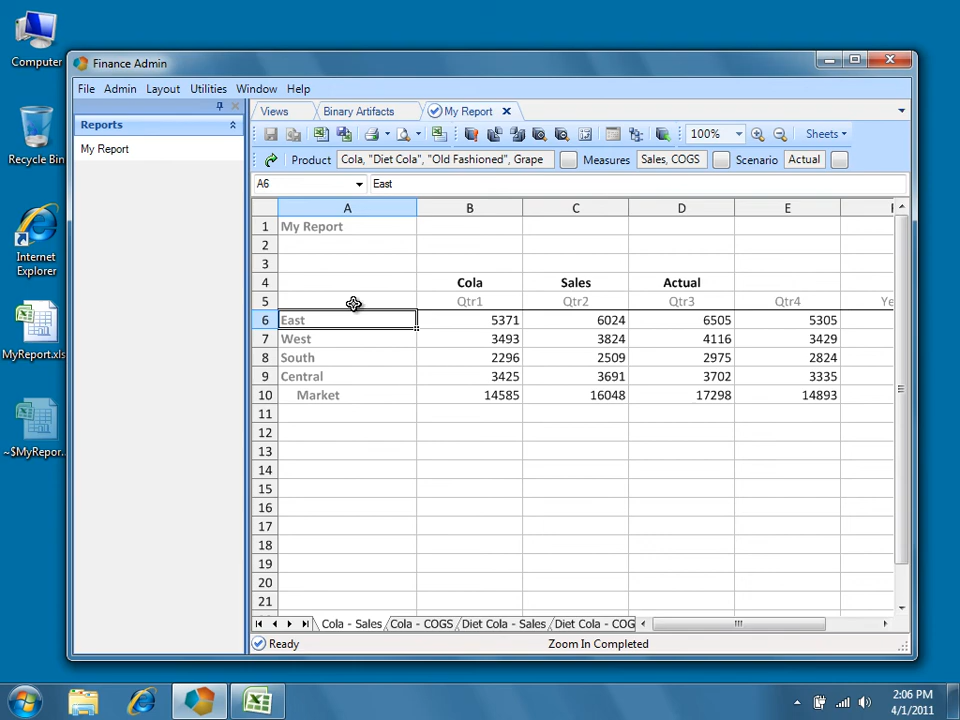 Computer
Recycle Bin
Internet
Explorer
MyReport.xls
~$MyRepor...
Finance Admin
File Admin Layout Utilities Window Help
Reports
My Report
Views Binary Artifacts My Report
100% Sheets
Product Cola, "Diet Cola", "Old Fashioned", Grape Measures Sales, COGS Scenario Actual
A6 East
A B C D E
1 My Report
2
3
4 Cola Sales Actual
5 Qtr1 Qtr2 Qtr3 Qtr4 Ye
6 East 5371 6024 6505 5305
7 West 3493 3824 4116 3429
8 South 2296 2509 2975 2824
9 Central 3425 3691 3702 3335
10 Market 14585 16048 17298 14893
11
12
13
14
15
16
17
18
19
20
21
Cola - Sales Cola - COGS Diet Cola - Sales Diet Cola - COG
Ready Zoom In Completed
2:06 PM
4/1/2011